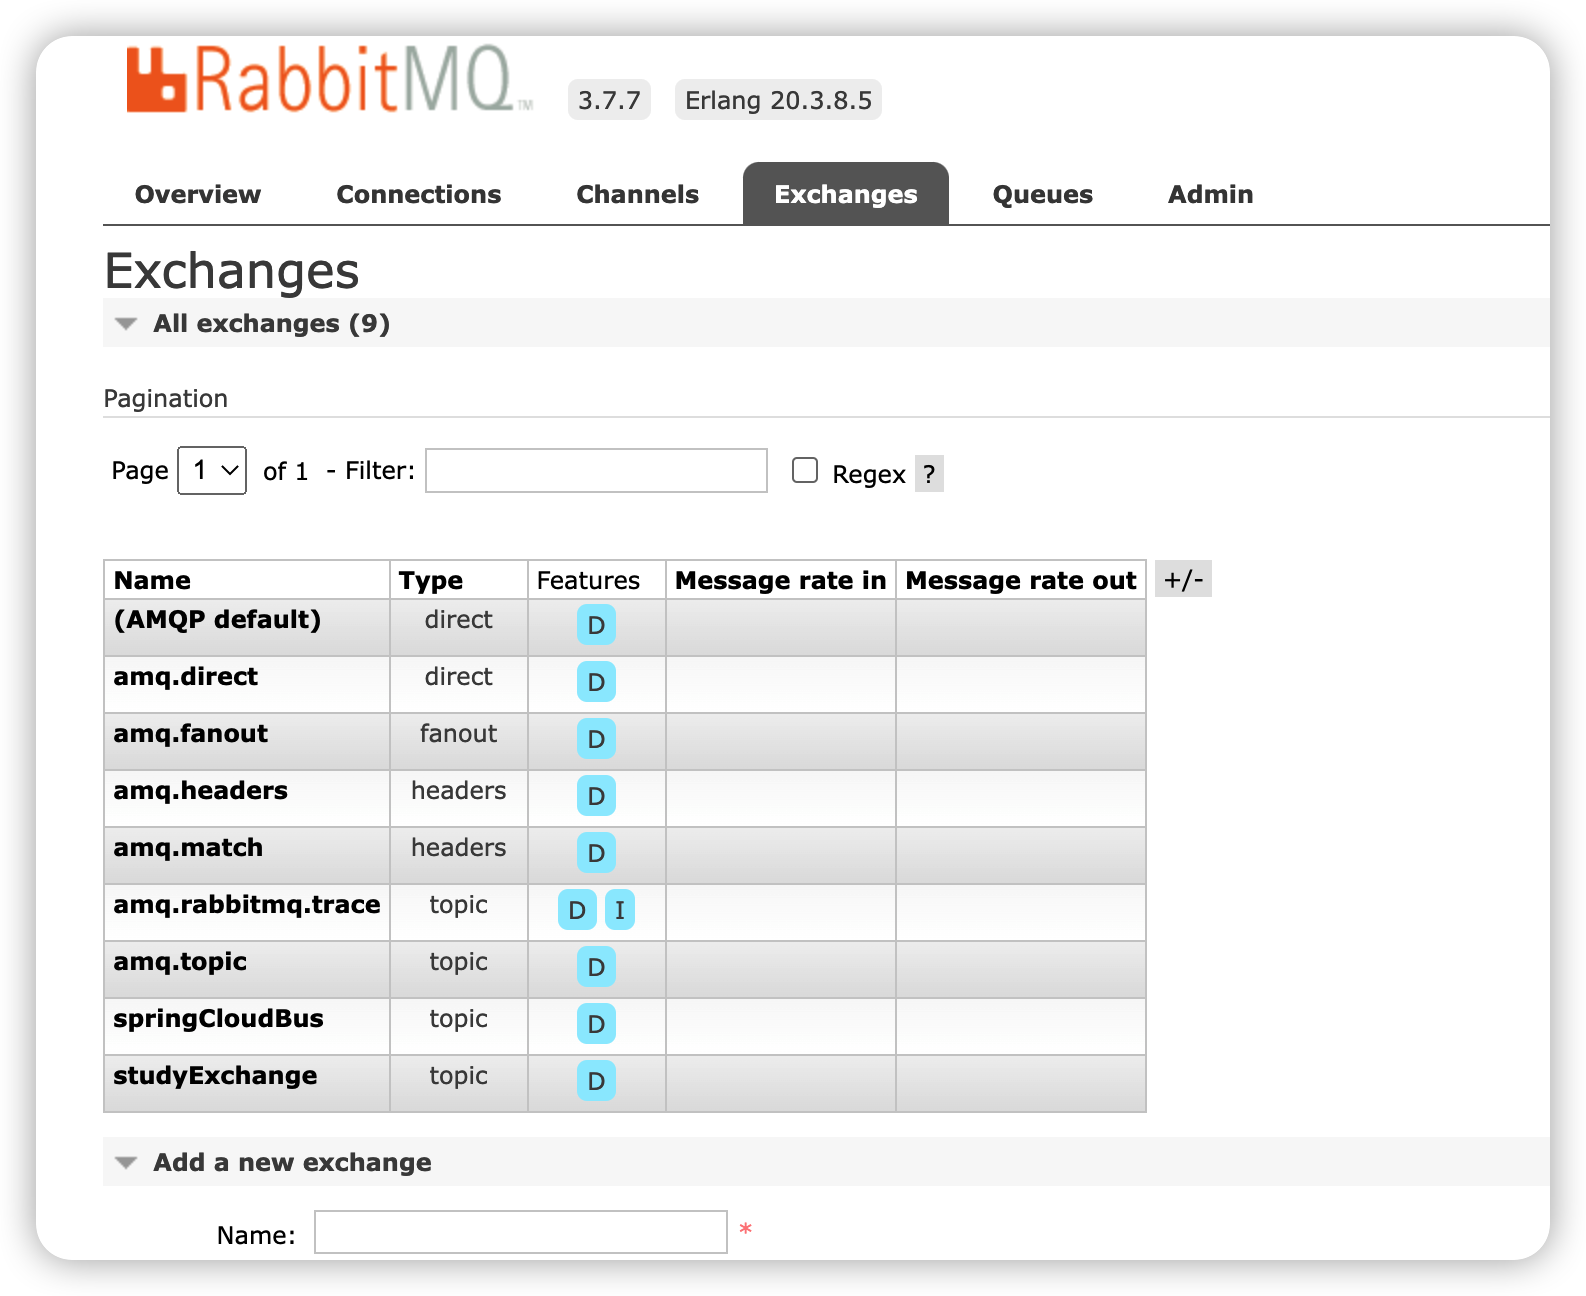 RabbitMQ TM 3.7.7 Erlang 20.3.8.5
Overview Connections Channels Exchanges Queues Admin
Exchanges
All exchanges (9)
Pagination
Page 1 of 1 - Filter: Regex ?
Name Type Features Message rate in Message rate out +/-
(AMQP default) direct D
amq.direct direct D
amq.fanout fanout D
amq.headers headers D
amq.match headers D
amq.rabbitmq.trace topic D I
amq.topic topic D
springCloudBus topic D
studyExchange topic D
Add a new exchange
Name: *